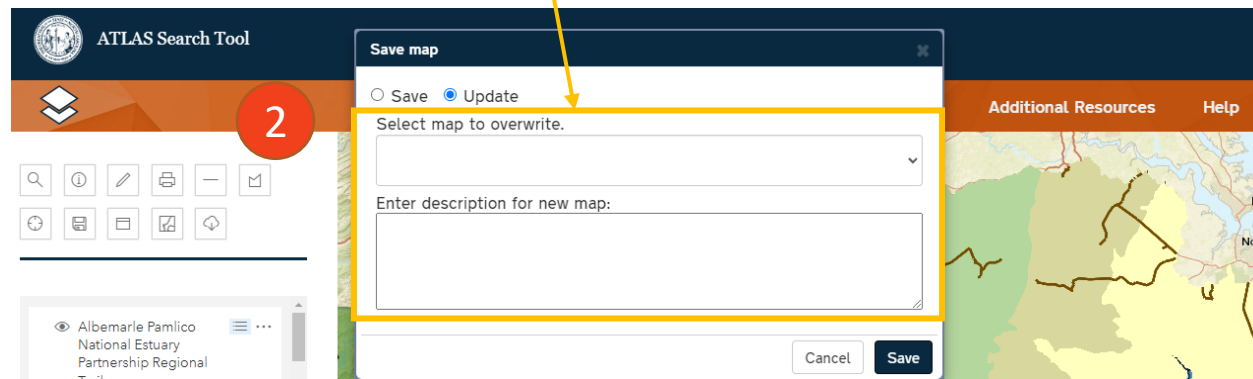 ATLAS Search Tool
Save map
Save Update
2
Additional Resources Help
Select map to overwrite.
Enter description for new map:
Albemarle Pamlico
National Estuary
Partnership Regional
Cancel Save